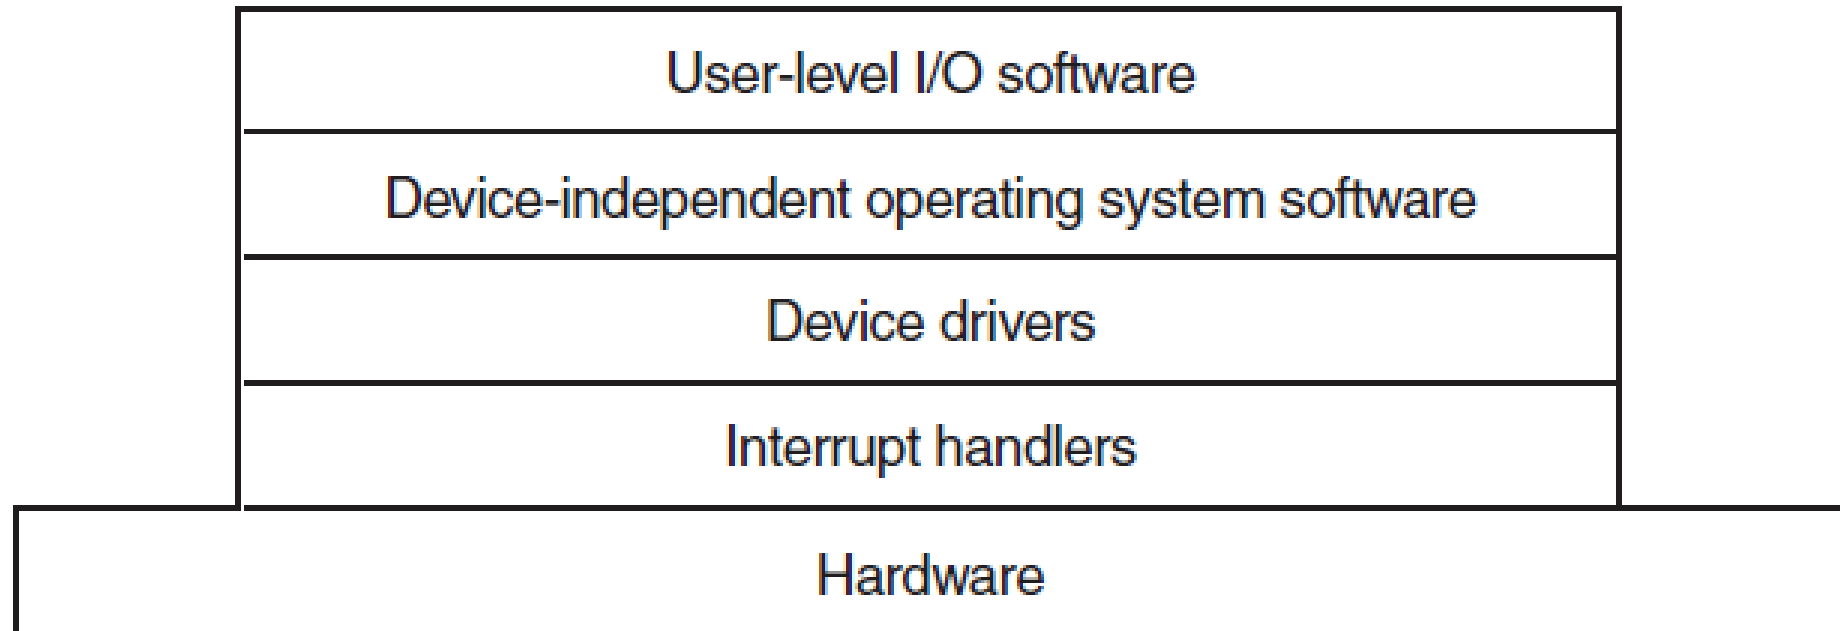 User-level I/O software
Device-independent operating system software
Device drivers
Interrupt handlers
Hardware